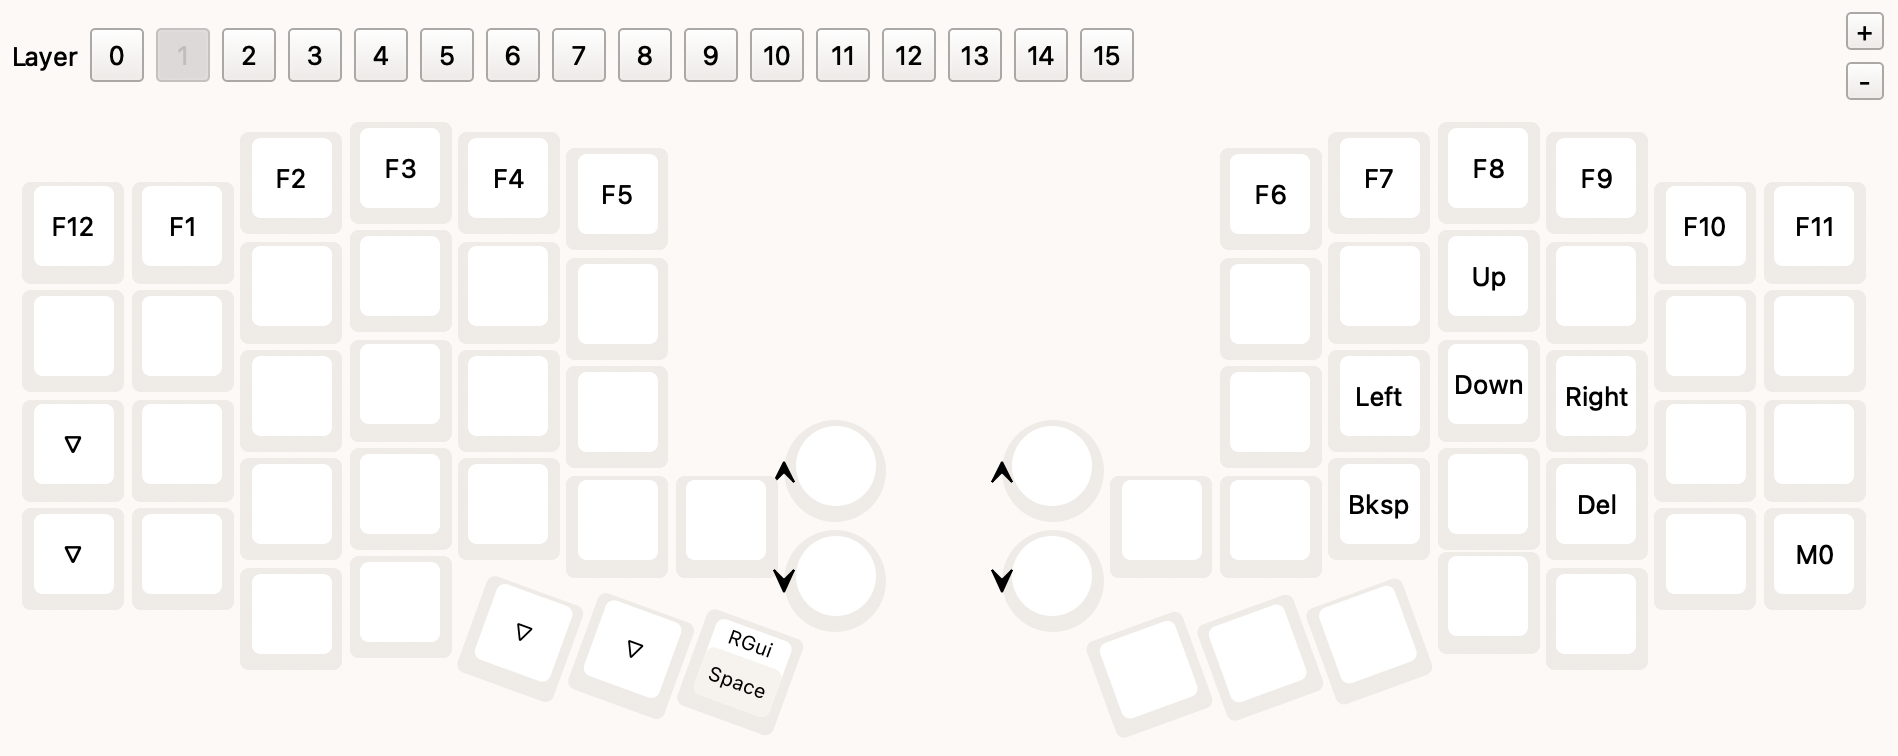 Layer 0 1 2 3 4 5 6 7 8 9 10 11 12 13 14 15
+
-
F12 F1 F2 F3 F4 F5 F6 F7 F8 F9 F10 F11
Up
▽ Left Down Right
▽ Bksp Del M0
▽ ▽ RGui
Space